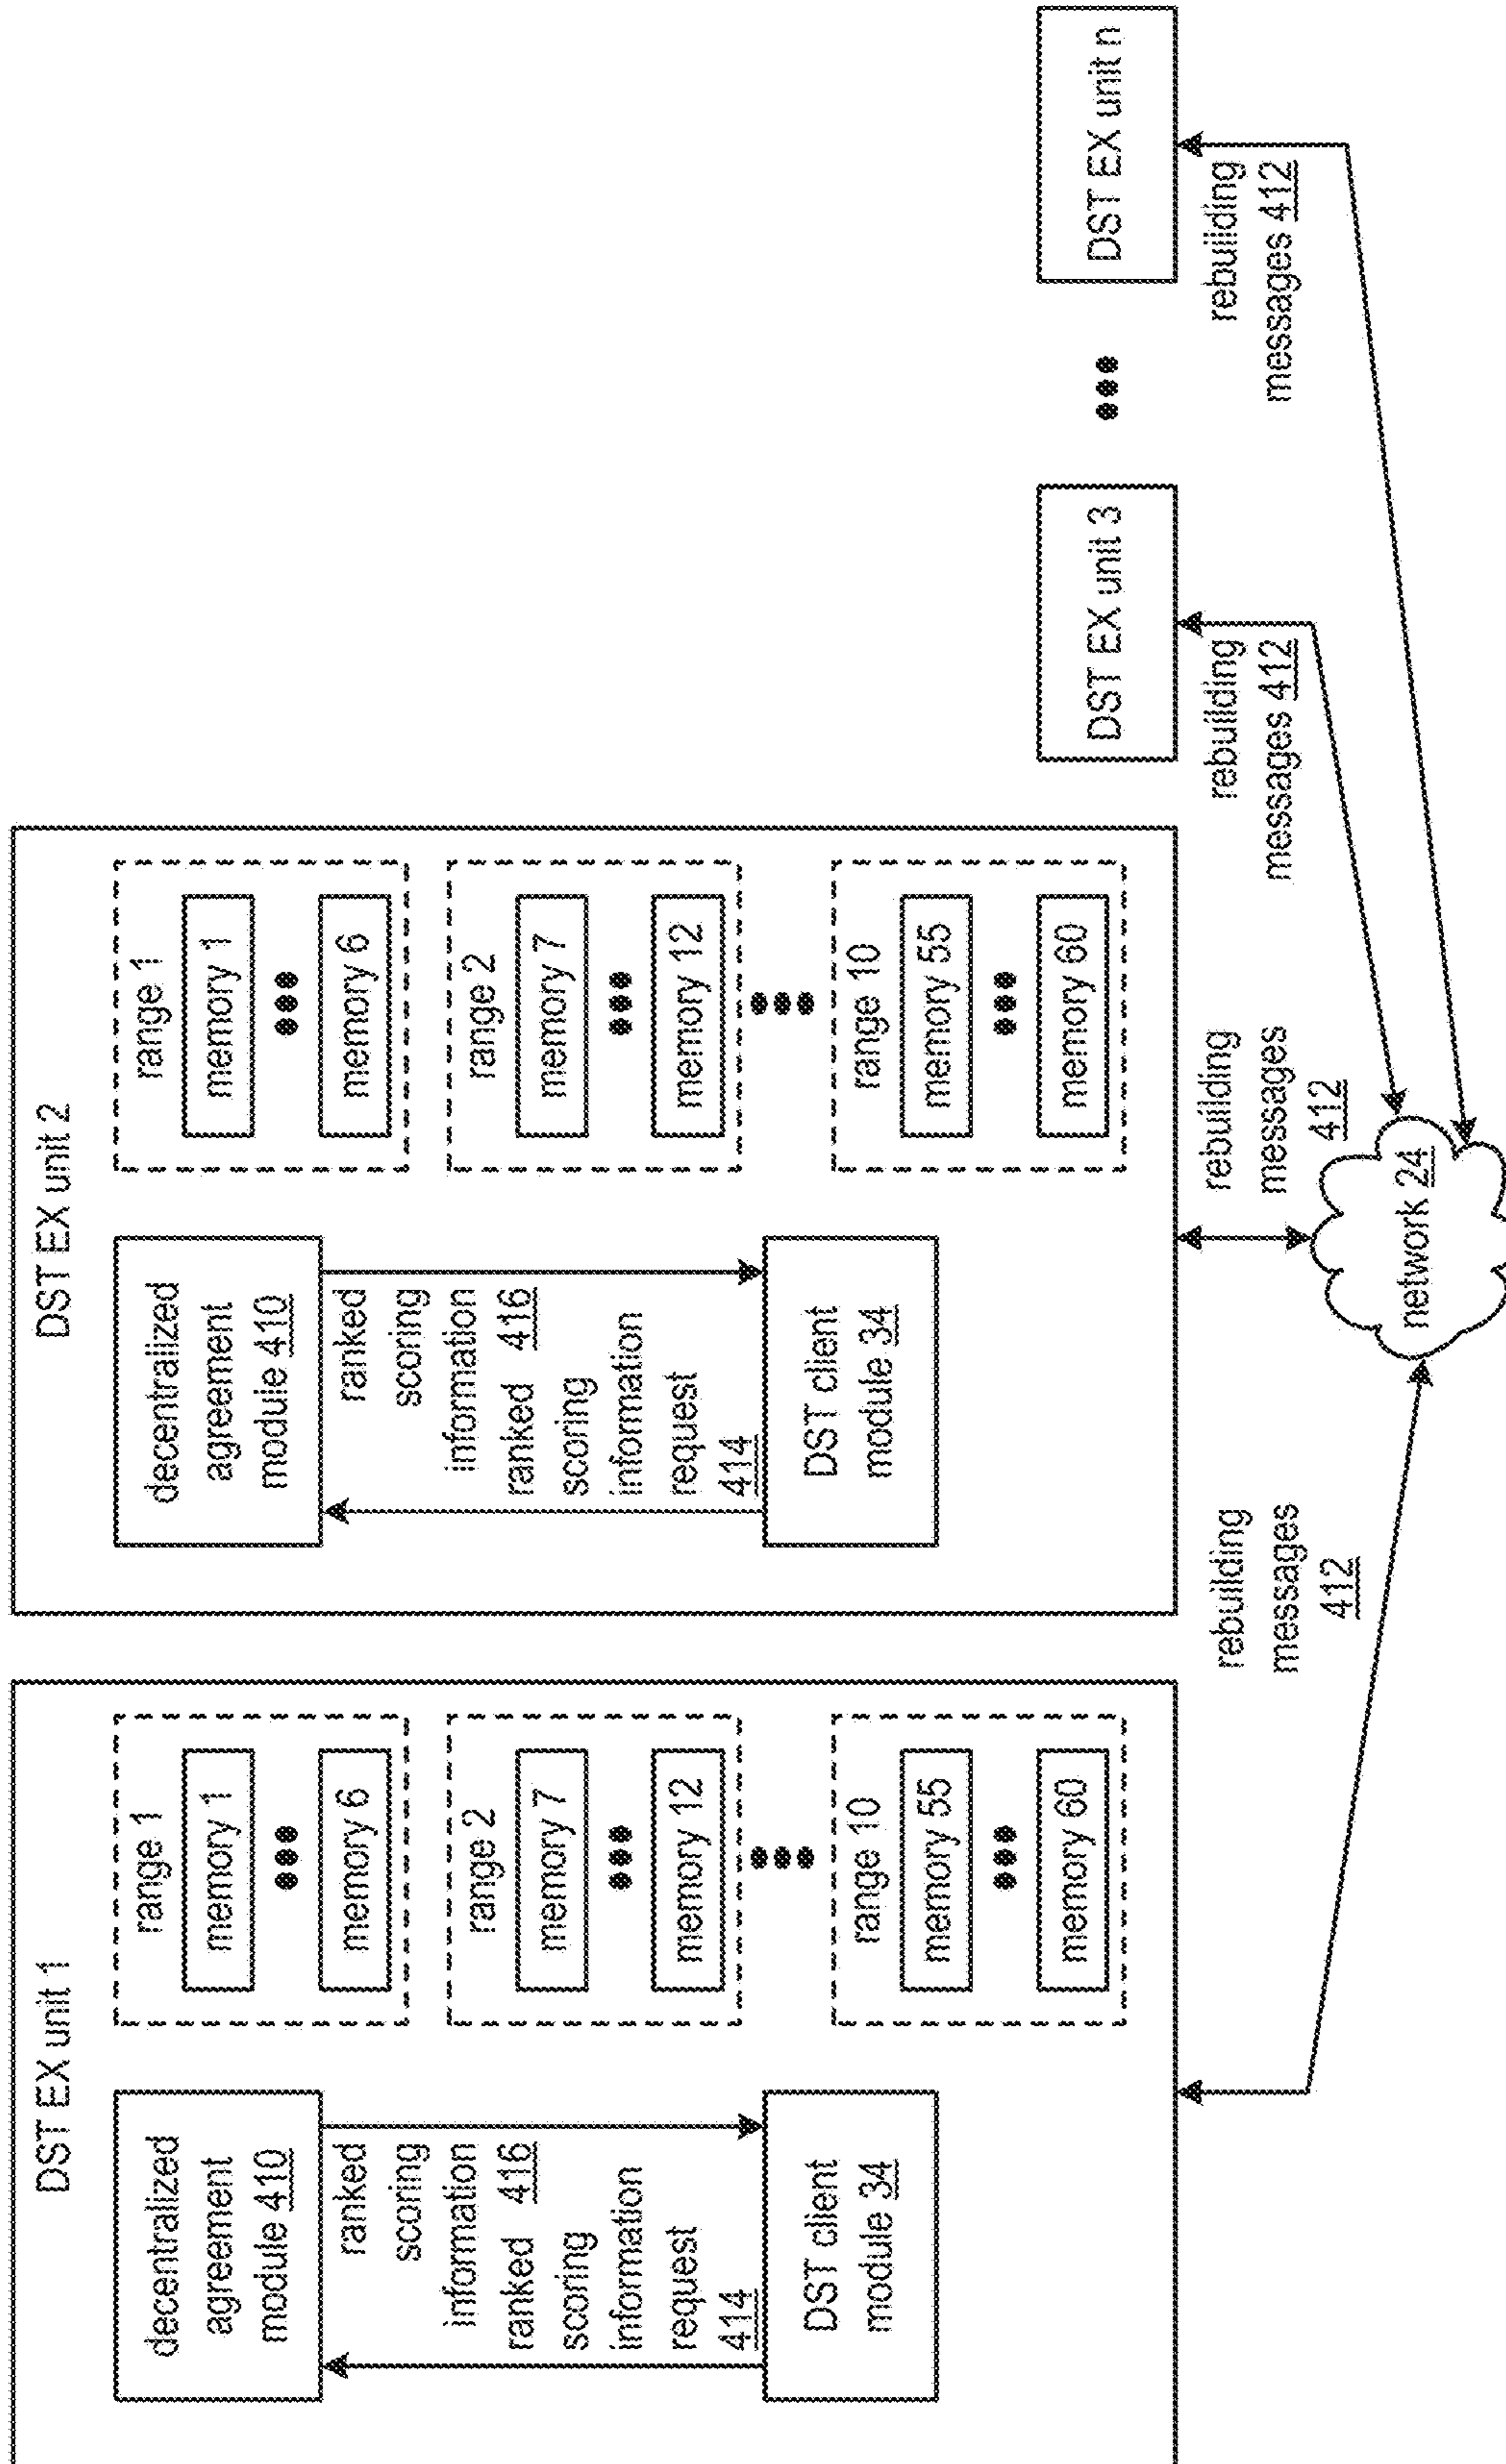 DST EX unit 1
decentralized
agreement
module 410
ranked
scoring
information
416
ranked
scoring
information
request
414
DST client
module 34
range 1
memory 1
memory 6
range 2
memory 7
memory 12
range 10
memory 55
memory 60
DST EX unit 2
decentralized
agreement
module 410
ranked
scoring
information
416
ranked
scoring
information
request
414
DST client
module 34
range 1
memory 1
memory 6
range 2
memory 7
memory 12
range 10
memory 55
memory 60
DST EX unit 3
DST EX unit n
rebuilding
messages
412
rebuilding
messages
412
rebuilding
messages 412
rebuilding
messages 412
network 24